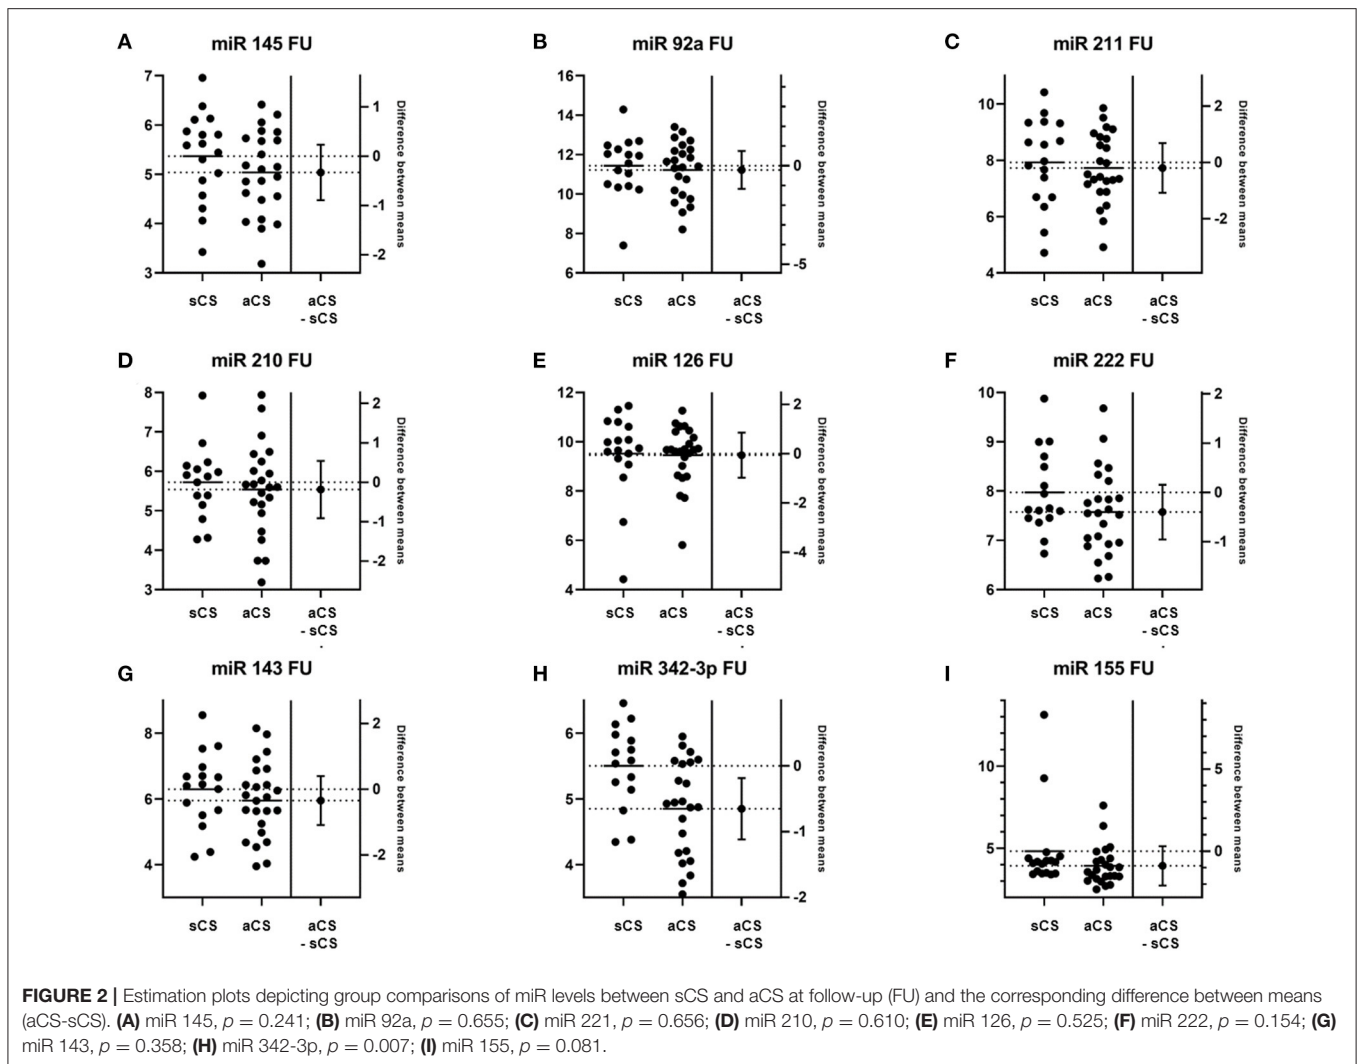 A
miR 145 FU
7
6
5
4
3
1
0
-1
-2
Difference between means
sCS
aCS
aCS
- sCS
B
miR 92a FU
16
14
12
10
8
6
0
-5
Difference between means
sCS
aCS
aCS
- sCS
C
miR 211 FU
10
8
6
4
2
0
-2
Difference between means
sCS
aCS
aCS
- sCS
D
miR 210 FU
8
7
6
5
4
3
2
1
0
-1
-2
Difference between means
sCS
aCS
aCS
- sCS
E
miR 126 FU
12
10
8
6
4
2
0
-2
-4
Difference between means
sCS
aCS
aCS
- sCS
F
miR 222 FU
10
9
8
7
6
2
1
0
-1
Difference between means
sCS
aCS
aCS
- sCS
G
miR 143 FU
8
6
4
2
0
-2
Difference between means
sCS
aCS
aCS
- sCS
H
miR 342-3p FU
6
5
4
0
-1
-2
Difference between means
sCS
aCS
aCS
- sCS
I
miR 155 FU
10
5
5
0
Difference between means
sCS
aCS
aCS
- sCS
FIGURE 2 | Estimation plots depicting group comparisons of miR levels between sCS and aCS at follow-up (FU) and the corresponding difference between means
(aCS-sCS). (A) miR 145, p = 0.241; (B) miR 92a, p = 0.655; (C) miR 221, p = 0.656; (D) miR 210, p = 0.610; (E) miR 126, p = 0.525; (F) miR 222, p = 0.154; (G)
miR 143, p = 0.358; (H) miR 342-3p, p = 0.007; (I) miR 155, p = 0.081.